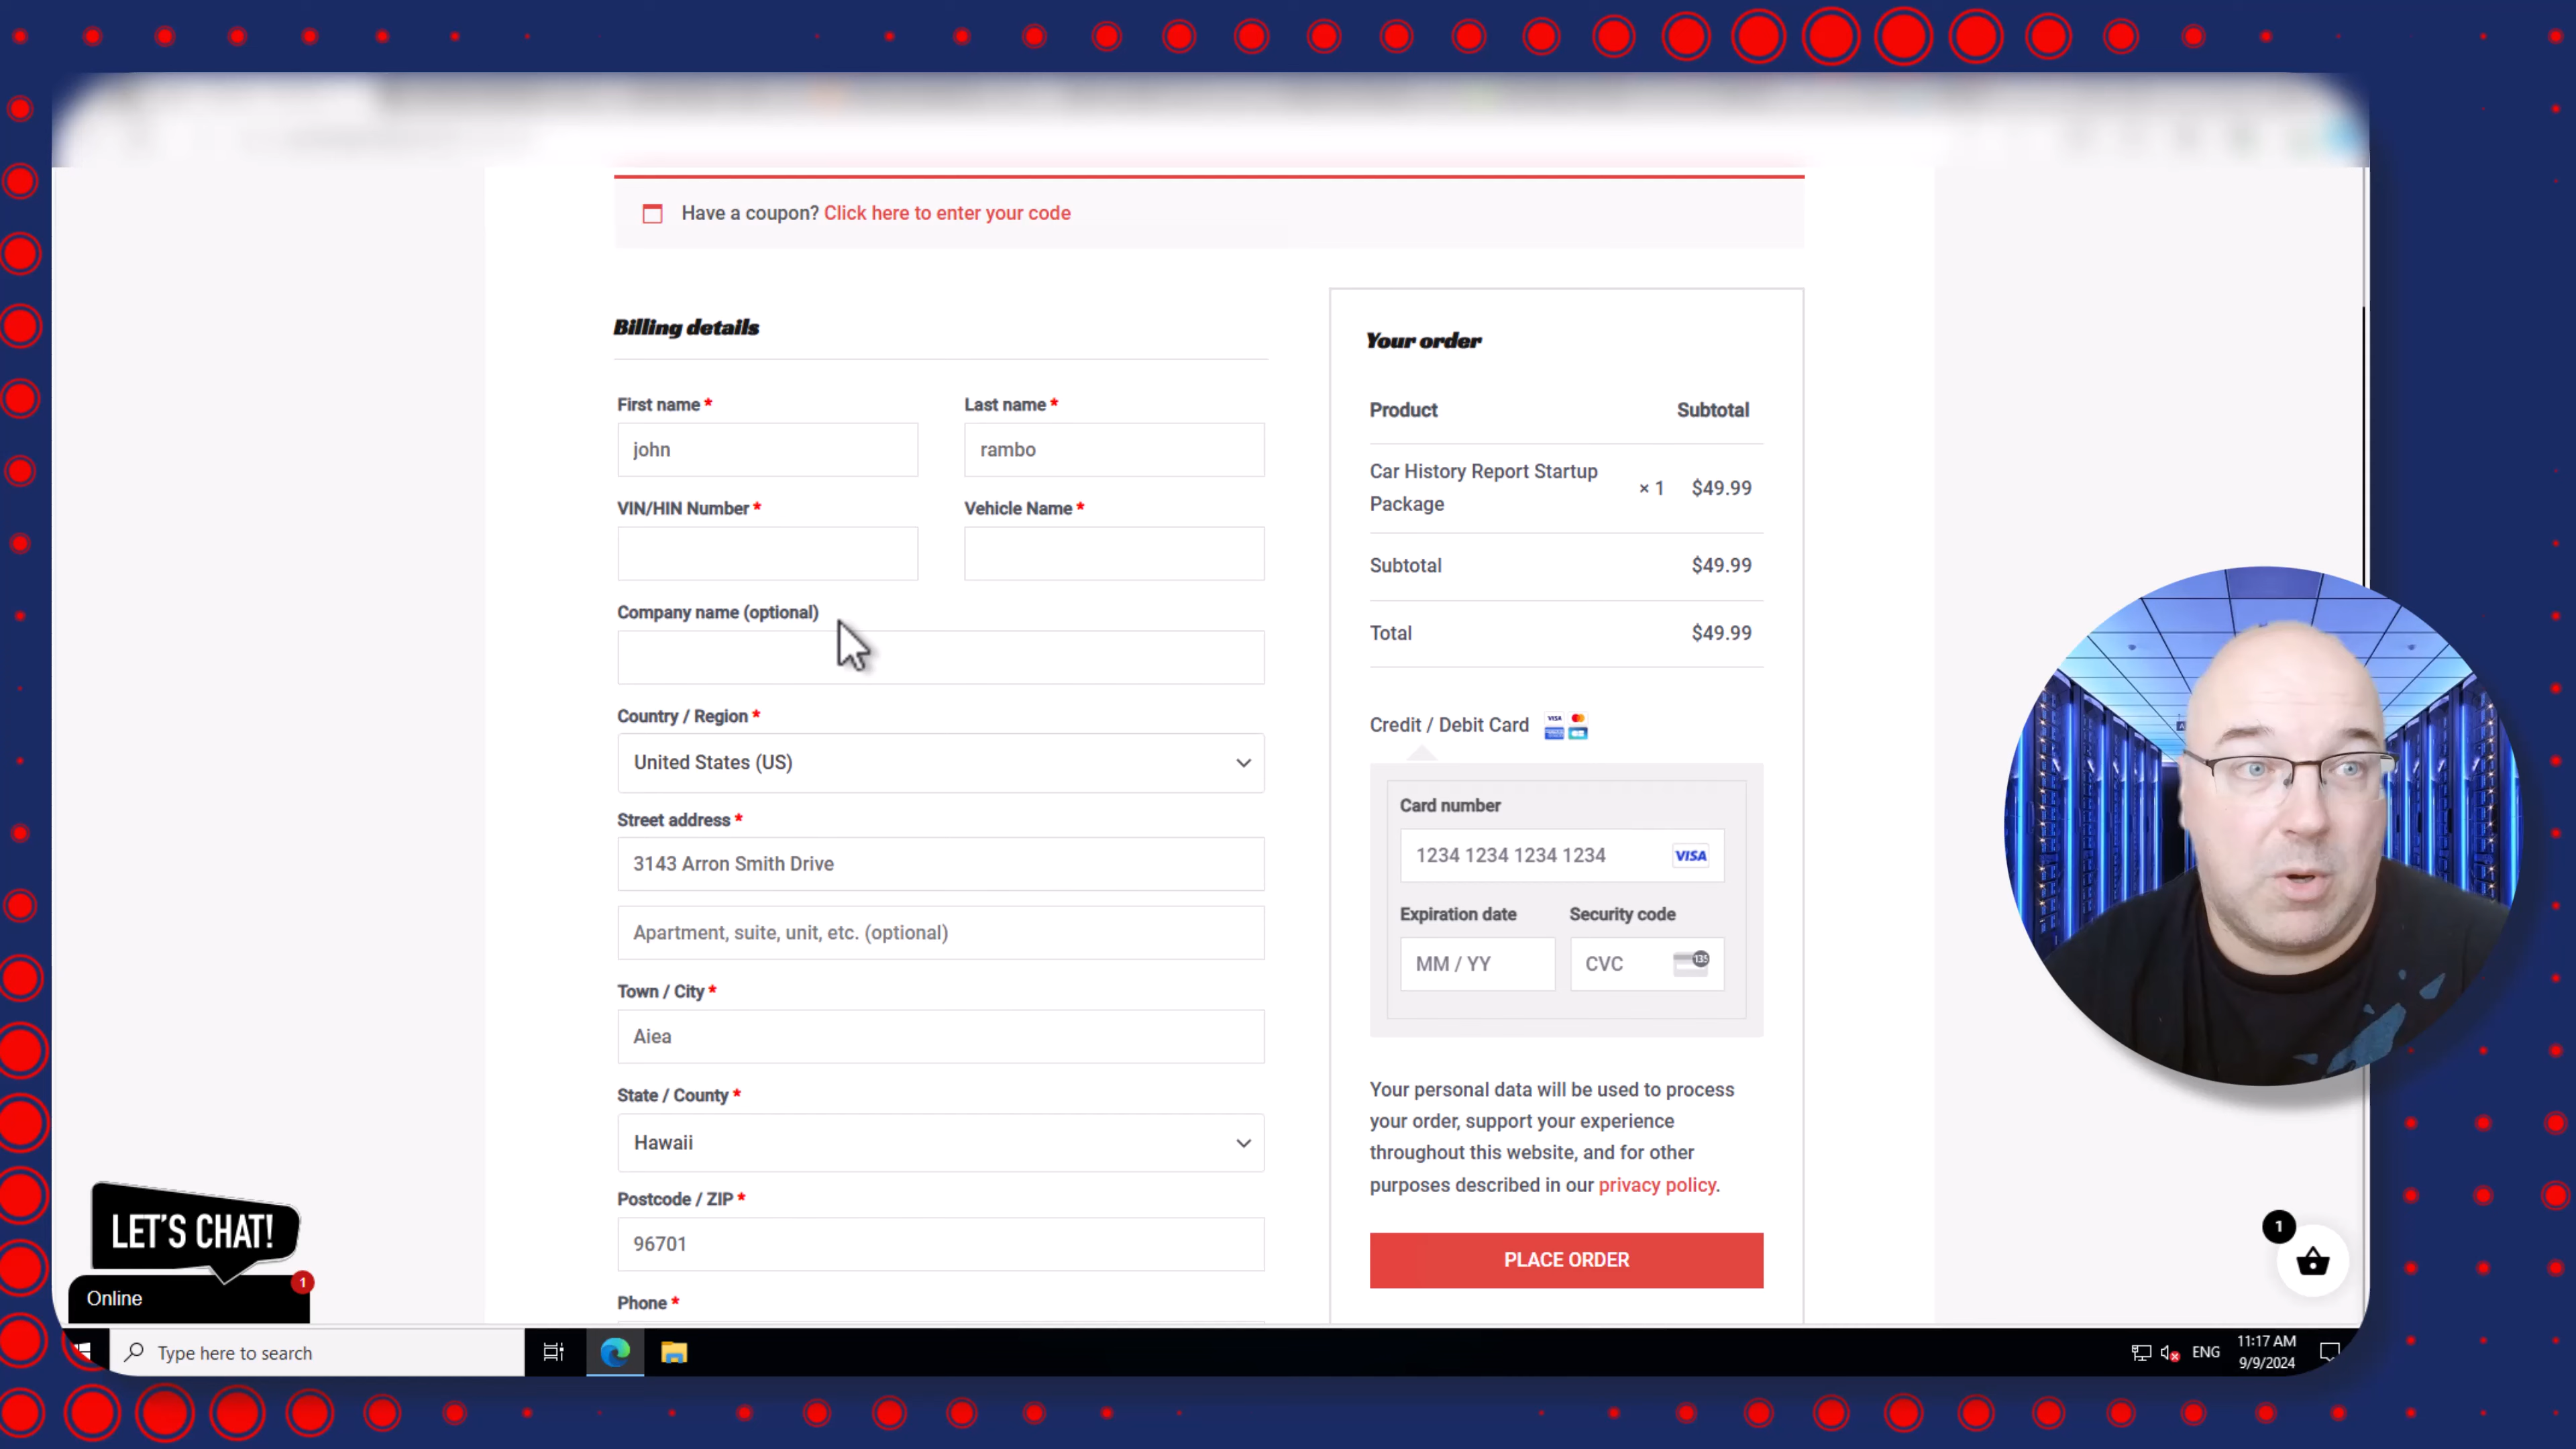 Have a coupon? Click here to enter your code
Billing details
First name *
Last name *
john
rambo
VIN/HIN Number *
Vehicle Name *
Company name (optional)
Country / Region *
United States (US)
Street address *
3143 Arron Smith Drive
Apartment, suite, unit, etc. (optional)
Town / City *
Aiea
State / County *
Hawaii
Postcode / ZIP *
96701
Phone *
Your order
Product
Subtotal
Car History Report Startup
Package
× 1
$49.99
Subtotal
$49.99
Total
$49.99
Credit / Debit Card
VISA
Card number
1234 1234 1234 1234
VISA
Expiration date
Security code
MM / YY
CVC
135
Your personal data will be used to process
your order, support your experience
throughout this website, and for other
purposes described in our privacy policy.
PLACE ORDER
LET'S CHAT!
Online
1
1
Type here to search
ENG
11:17 AM
9/9/2024